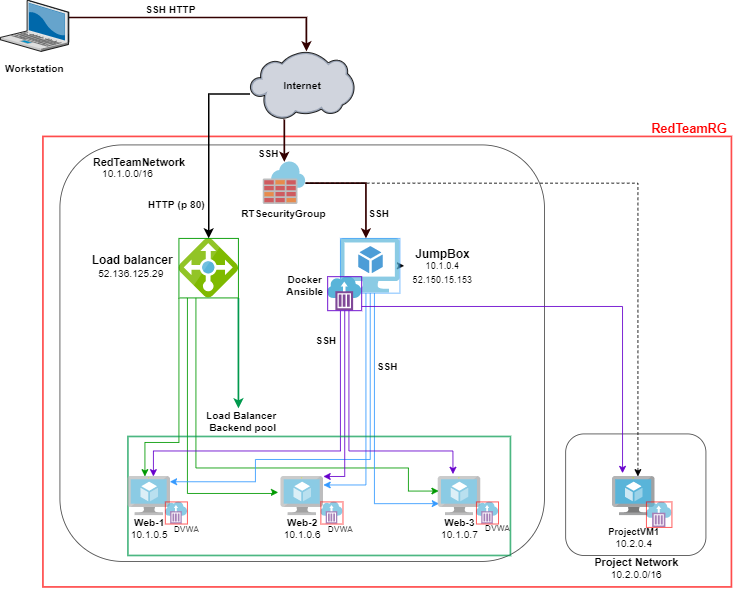 SSH HTTP
Workstation
Internet
RedTeamRG
RedTeamNetwork
10.1.0.0/16
SSH
HTTP (p 80)
RTSecurityGroup
SSH
Load balancer
52.136.125.29
JumpBox
10.1.0.4
52.150.15.153
Docker
Ansible
SSH
SSH
Load Balancer
Backend pool
Web-1
10.1.0.5
DVWA
Web-2
10.1.0.6
DVWA
Web-3
10.1.0.7
DVWA
ProjectVM1
10.2.0.4
Project Network
10.2.0.0/16